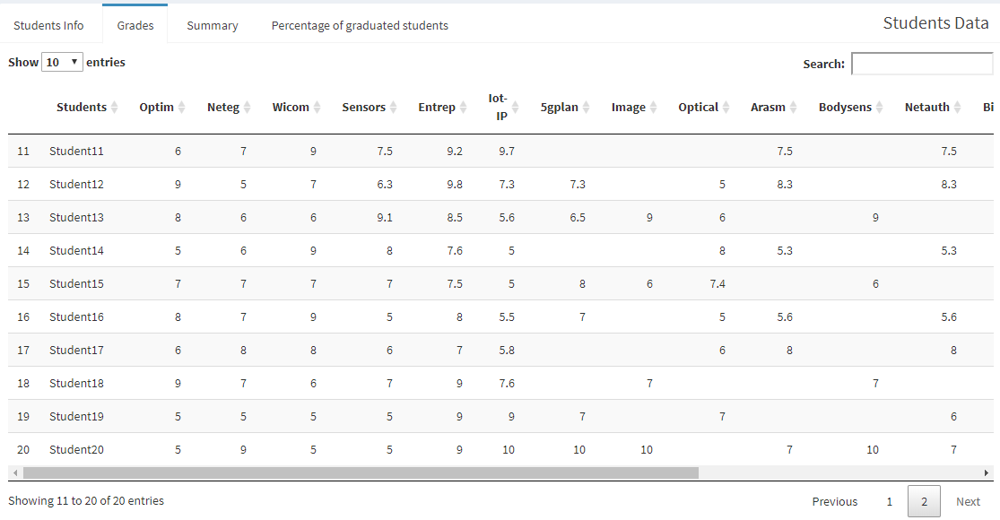 Students Info Grades Summary Percentage of graduated students Students Data
Show 10 entries Search:
Students Optim Neteg Wicom Sensors Entrep Iot-IP 5gplan Image Optical Arasm Bodysens Netauth Bi
11 Student11 6 7 9 7.5 9.2 9.7 7.5 7.5
12 Student12 9 5 7 6.3 9.8 7.3 7.3 5 8.3 8.3
13 Student13 8 6 6 9.1 8.5 5.6 6.5 9 6 9
14 Student14 5 6 9 8 7.6 5 8 5.3 5.3
15 Student15 7 7 7 7 7.5 5 8 6 7.4 6
16 Student16 8 7 9 5 8 5.5 7 5 5.6 5.6
17 Student17 6 8 8 6 7 5.8 6 8 8
18 Student18 9 7 6 7 9 7.6 7 7
19 Student19 5 5 5 5 9 9 7 7 6
20 Student20 5 9 5 5 9 10 10 10 7 10 7
Showing 11 to 20 of 20 entries Previous 1 2 Next